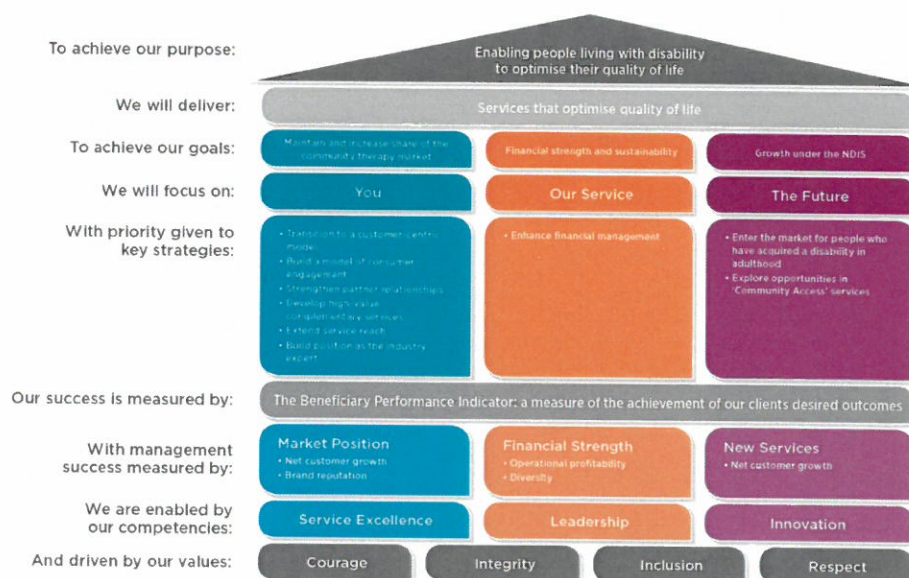 To achieve our purpose:
Enabling people living with disability
to optimise their quality of life
We will deliver:
Services that optimise quality of life
To achieve our goals:
Maintain and increase share of the
community therapy market
Financial strength and sustainability
Growth under the NDIS
We will focus on:
You
Our Service
The Future
With priority given to
key strategies:
• Transition to a customer-centric
model
• Build a model of consumer
engagement
• Strengthen partner relationships
• Develop high-value
complementary services
• Extend service reach
• Build position as the industry
expert
• Enhance financial management
• Enter the market for people who
have acquired a disability in
adulthood
• Explore opportunities in
'Community Access' services
Our success is measured by:
The Beneficiary Performance Indicator: a measure of the achievement of our clients desired outcomes
With management
success measured by:
Market Position
• Net customer growth
• Brand reputation
Financial Strength
• Operational profitability
• Diversity
New Services
• Net customer growth
We are enabled by
our competencies:
Service Excellence
Leadership
Innovation
And driven by our values:
Courage
Integrity
Inclusion
Respect